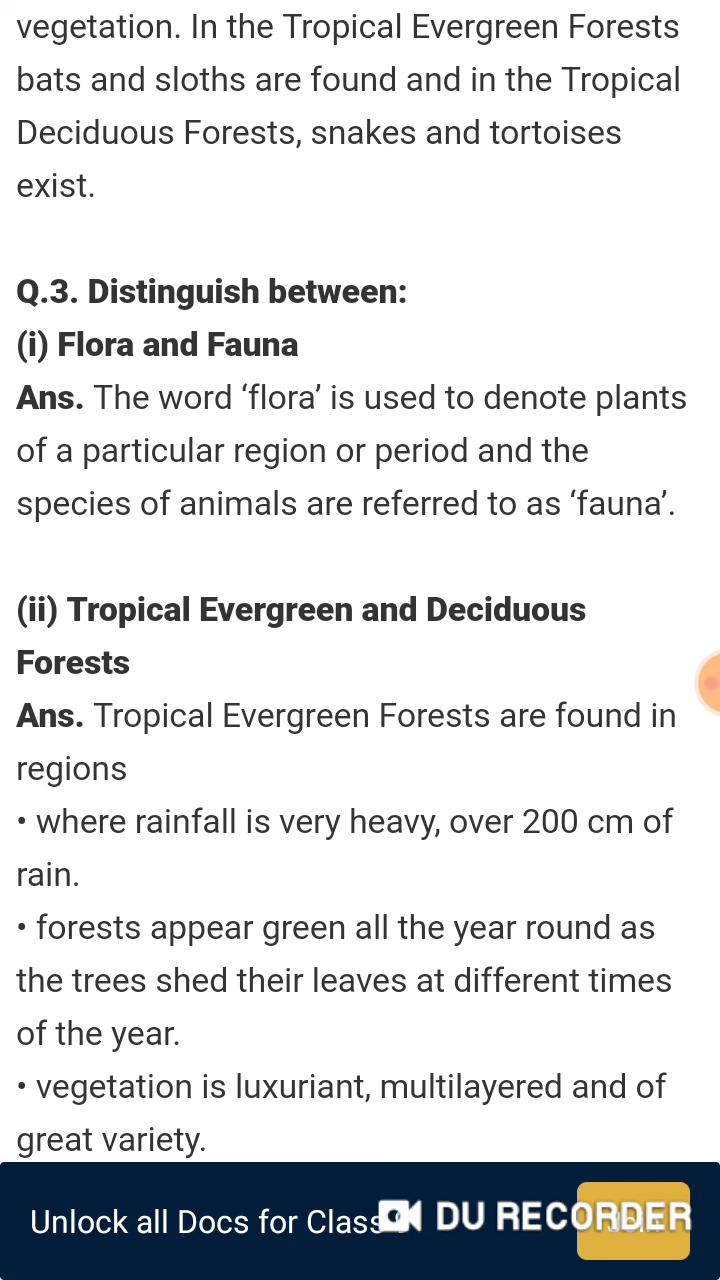 vegetation. In the Tropical Evergreen Forests
bats and sloths are found and in the Tropical
Deciduous Forests, snakes and tortoises
exist.
Q.3. Distinguish between:
(i) Flora and Fauna
Ans. The word ‘flora’ is used to denote plants
of a particular region or period and the
species of animals are referred to as ‘fauna’.
(ii) Tropical Evergreen and Deciduous
Forests
Ans. Tropical Evergreen Forests are found in
regions
• where rainfall is very heavy, over 200 cm of
rain.
• forests appear green all the year round as
the trees shed their leaves at different times
of the year.
• vegetation is luxuriant, multilayered and of
great variety.
Unlock all Docs for Class
DU RECORDER